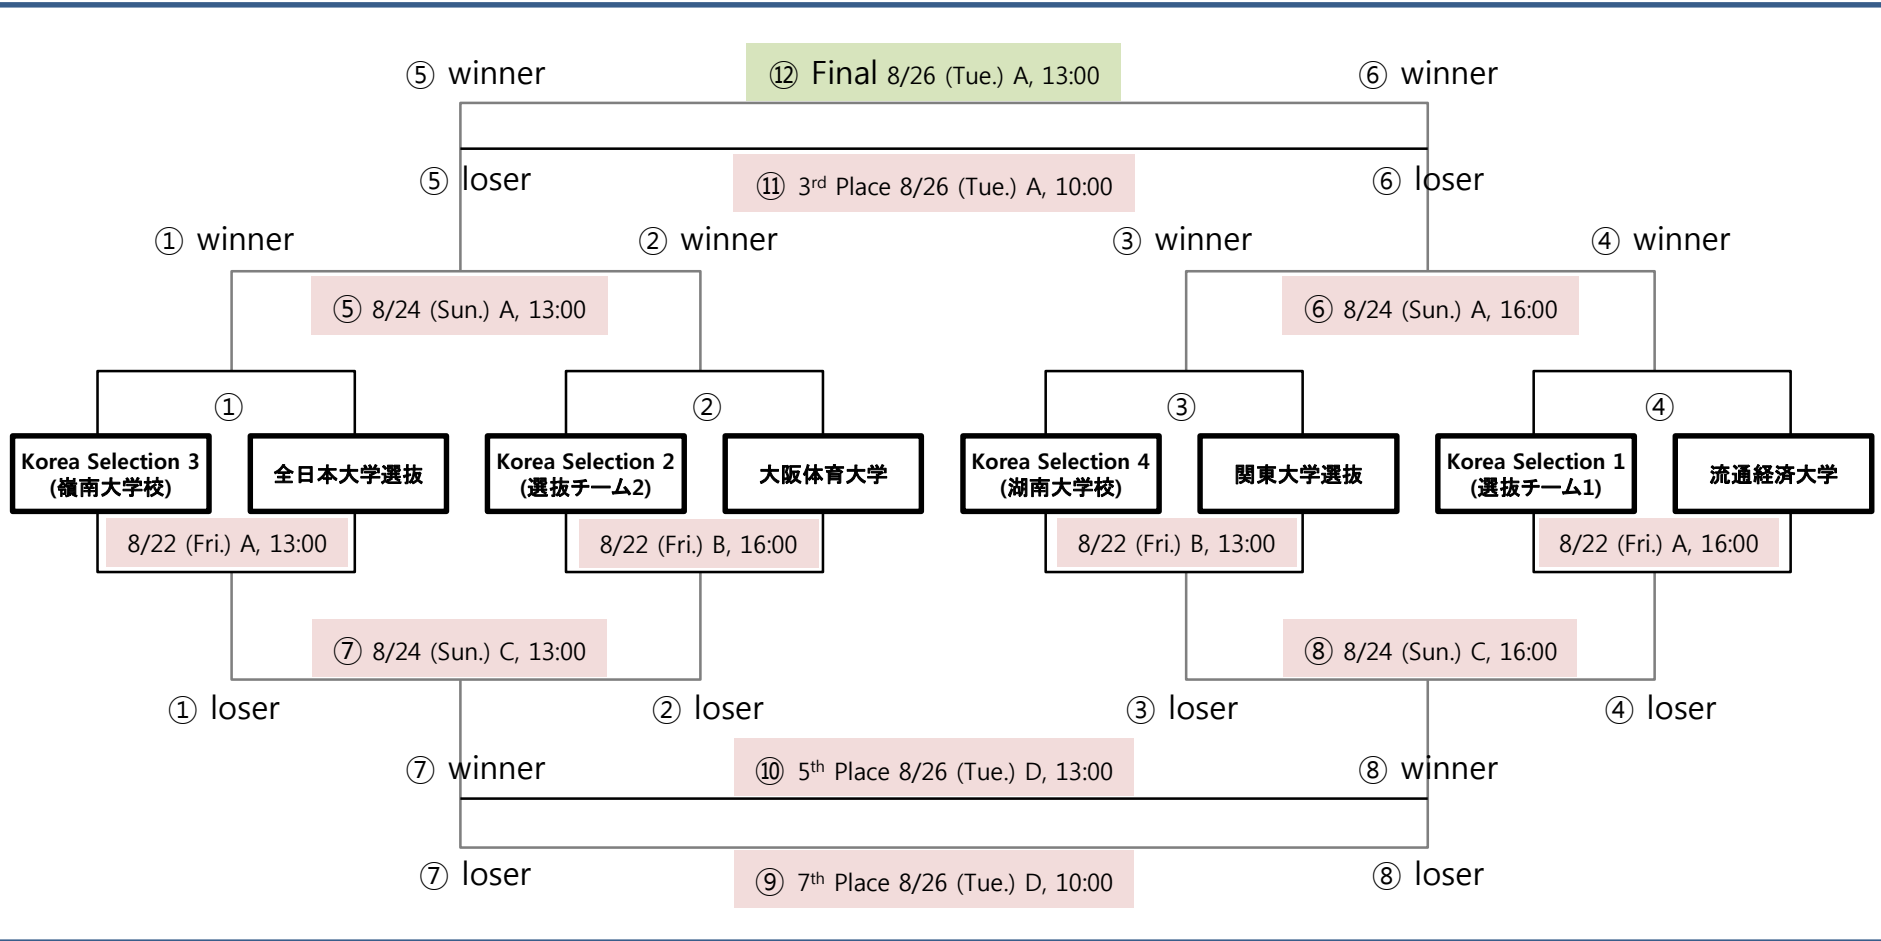 ⑤ winner
⑫ Final 8/26 (Tue.) A, 13:00
⑥ winner
⑤ loser
⑪ 3rd Place 8/26 (Tue.) A, 10:00
⑥ loser
① winner
② winner
③ winner
④ winner
⑤ 8/24 (Sun.) A, 13:00
⑥ 8/24 (Sun.) A, 16:00
①
②
③
④
Korea Selection 3
(嶺南大学校)
全日本大学選抜
Korea Selection 2
(選抜チーム2)
大阪体育大学
Korea Selection 4
(湖南大学校)
関東大学選抜
Korea Selection 1
(選抜チーム1)
流通経済大学
8/22 (Fri.) A, 13:00
8/22 (Fri.) B, 16:00
8/22 (Fri.) B, 13:00
8/22 (Fri.) A, 16:00
⑦ 8/24 (Sun.) C, 13:00
⑧ 8/24 (Sun.) C, 16:00
① loser
② loser
③ loser
④ loser
⑦ winner
⑩ 5th Place 8/26 (Tue.) D, 13:00
⑧ winner
⑦ loser
⑨ 7th Place 8/26 (Tue.) D, 10:00
⑧ loser